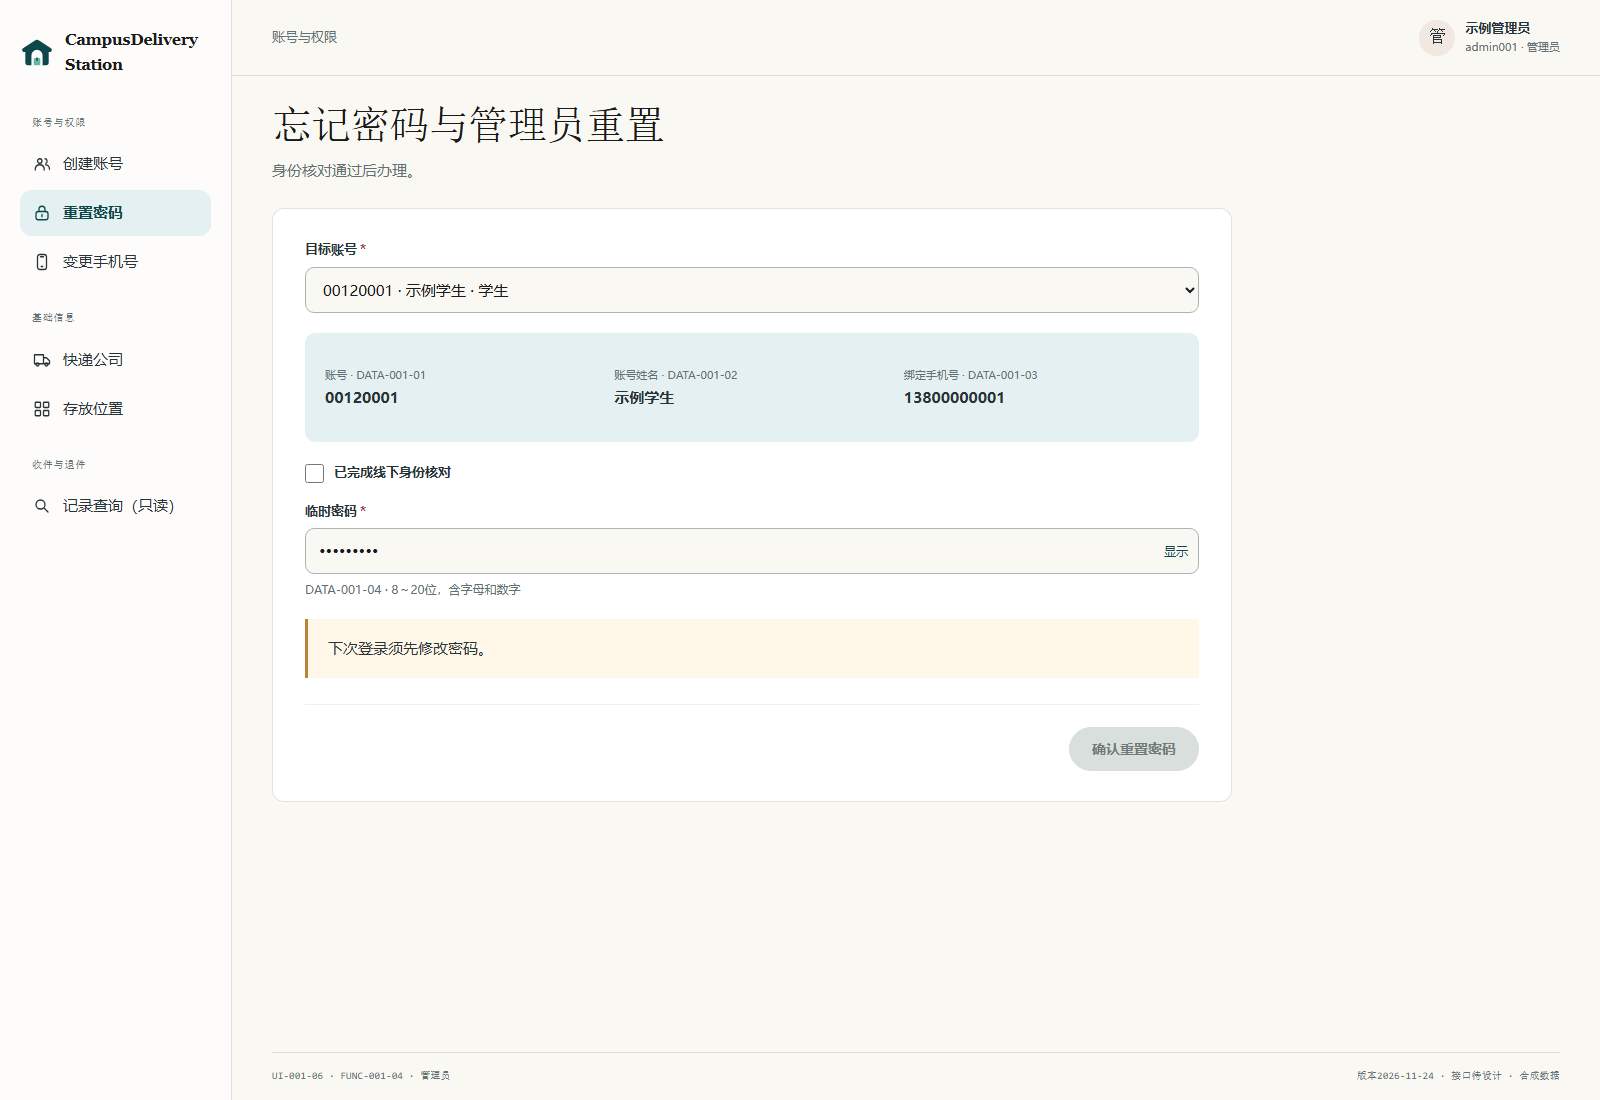 CampusDelivery
Station
账号与权限
创建账号
重置密码
变更手机号
基础信息
快递公司
存放位置
收件与退件
记录查询（只读）
账号与权限
管
示例管理员
admin001 · 管理员
忘记密码与管理员重置
身份核对通过后办理。
目标账号 *
00120001 · 示例学生 · 学生
账号 · DATA-001-01
00120001
账号姓名 · DATA-001-02
示例学生
绑定手机号 · DATA-001-03
13800000001
已完成线下身份核对
临时密码 *
•••••••••
显示
DATA-001-04 · 8～20位，含字母和数字
下次登录须先修改密码。
确认重置密码
UI-001-06 · FUNC-001-04 · 管理员
版本2026-11-24 · 接口待设计 · 合成数据